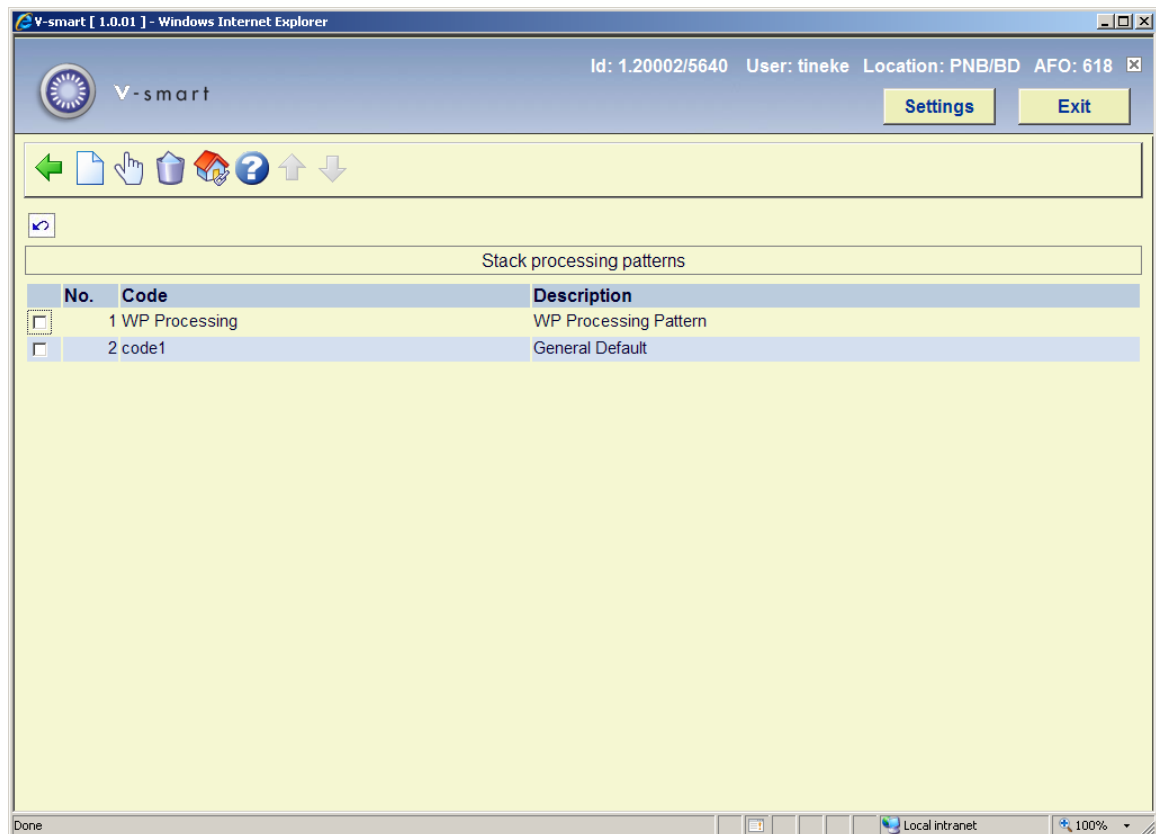 V-smart [ 1.0.01 ] - Windows Internet Explorer
Id: 1.20002/5640 User: tineke Location: PNB/BD AFO: 618
V-smart
Settings Exit
Stack processing patterns
No. Code Description
1 WP Processing WP Processing Pattern
2 code1 General Default
Done Local intranet 100%